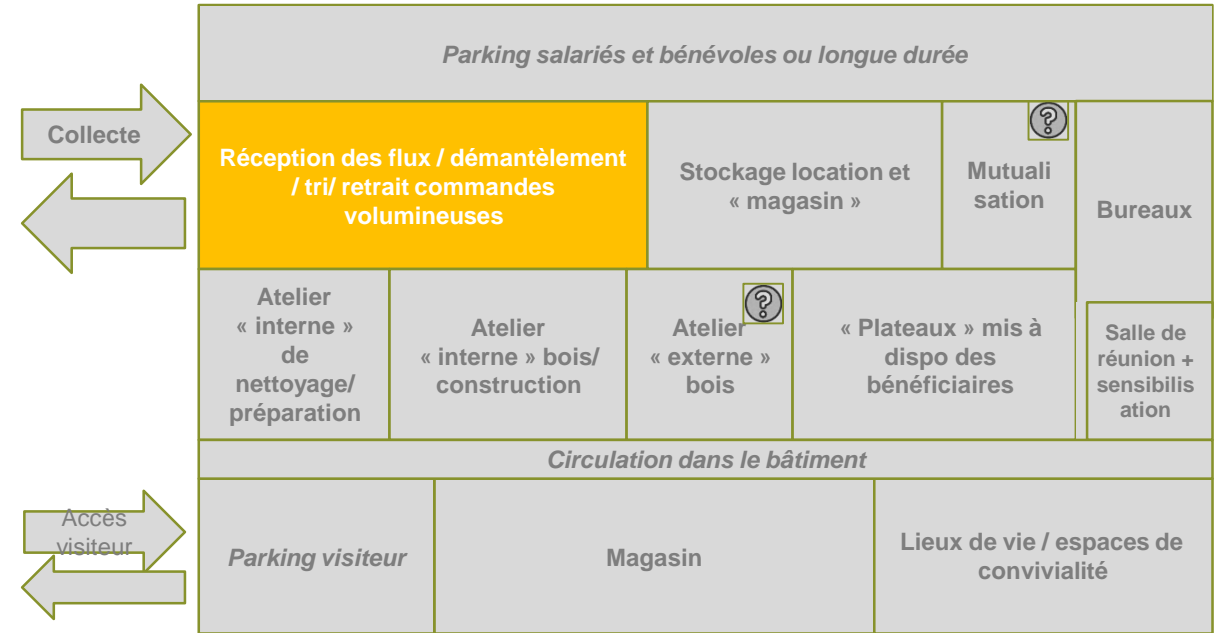 Parking salariés et bénévoles ou longue durée
Collecte
Réception des flux / démantèlement
/ tri/ retrait commandes
volumineuses
Stockage location et
« magasin »
?
Mutuali
sation
Bureaux
Atelier
« interne »
de
nettoyage/
préparation
Atelier
« interne » bois/
construction
?
Atelier
« externe »
bois
« Plateaux » mis à
dispo des
bénéficiaires
Salle de
réunion +
sensibilis
ation
Circulation dans le bâtiment
Accès
visiteur
Parking visiteur
Magasin
Lieux de vie / espaces de
convivialité